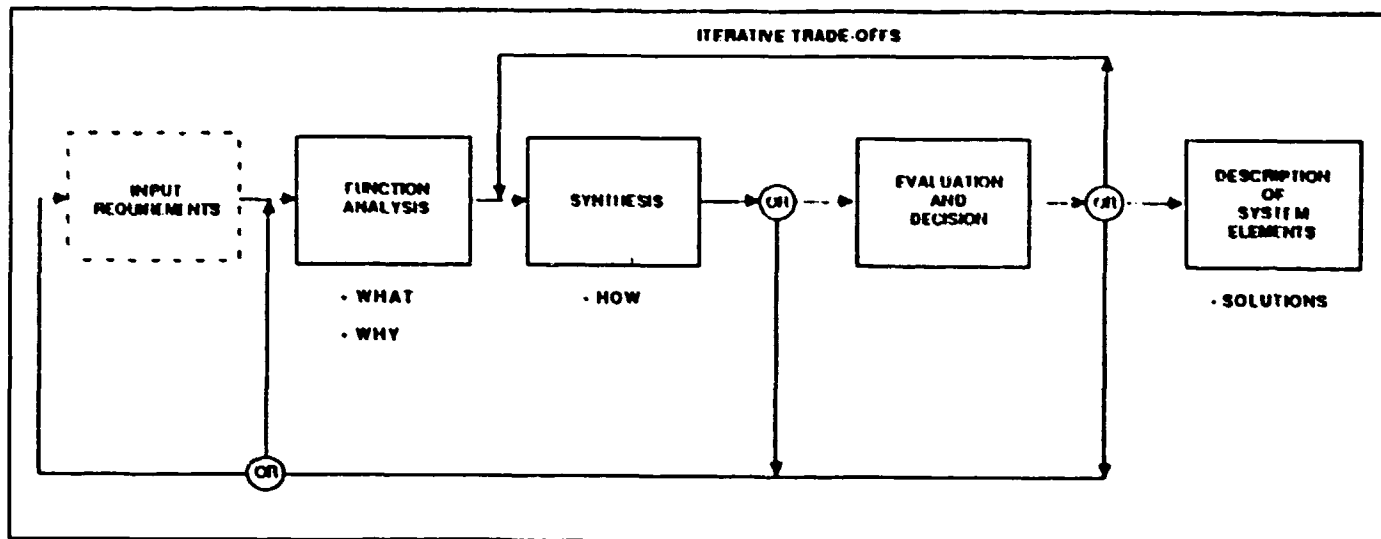 ITERATIVE TRADE-OFFS
INPUT
REQUIREMENTS
FUNCTION
ANALYSIS
SYNTHESIS
OR
EVALUATION
AND
DECISION
OR
DESCRIPTION
OF
SYSTEM
ELEMENTS
• WHAT
• WHY
• HOW
• SOLUTIONS
OR